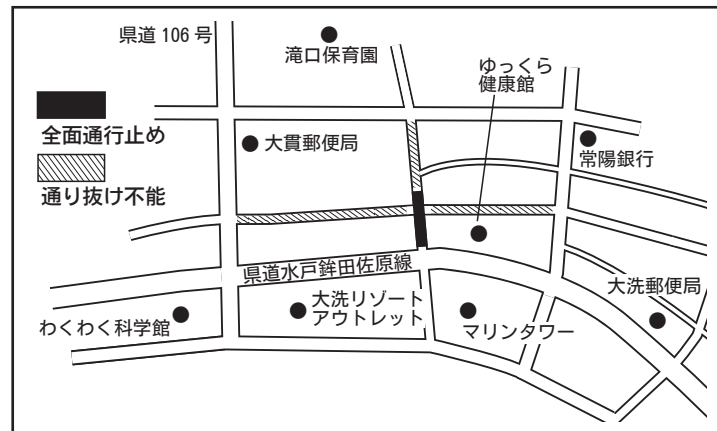 県道 106 号
滝口保育園
ゆっくら
健康館
全面通行止め
大貫郵便局
常陽銀行
通り抜け不能
県道水戸鉾田佐原線
大洗郵便局
大洗リゾート
アウトレット
わくわく科学館
マリンタワー